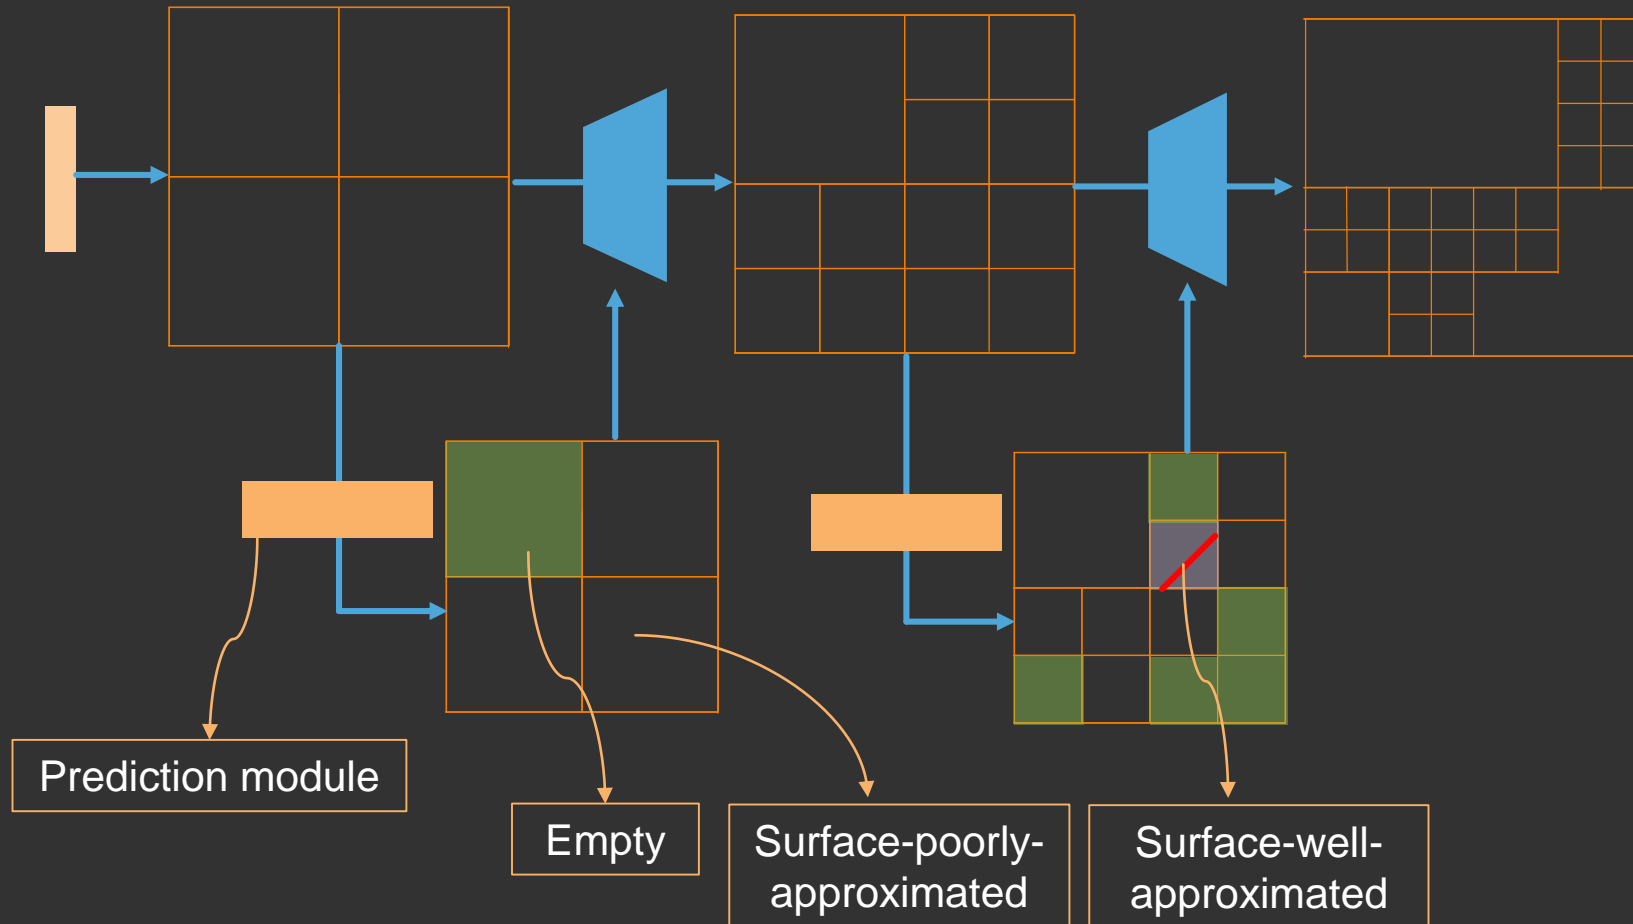 Prediction module
Empty
Surface-poorly-
approximated
Surface-well-
approximated